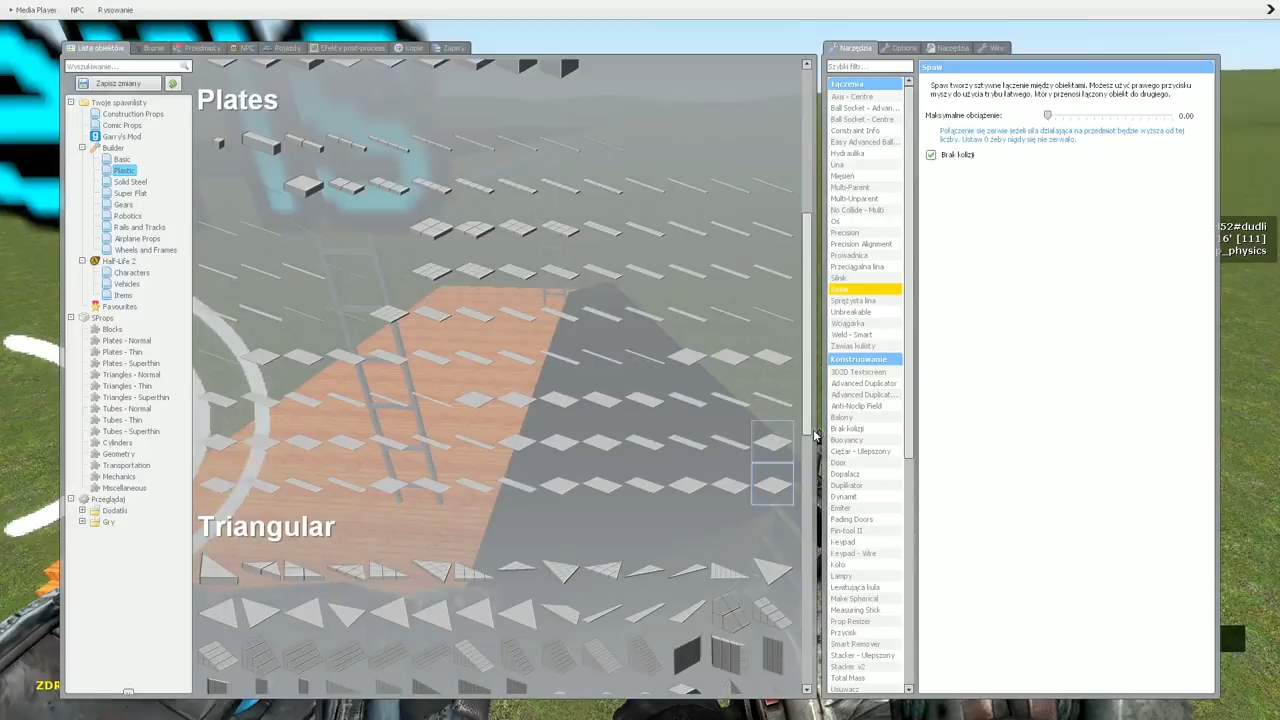 Media Player NPC Rysowanie
Lista obiektów Bronie Przedmioty NPC Pojazdy Efekty post-process Kopie Zapisy
Wyszukiwanie...
Zapisz zmiany
Twoje spawnlisty
Construction Props
Comic Props
Garry's Mod
Builder
Basic
Plastic
Solid Steel
Super Flat
Gears
Robotics
Rails and Tracks
Airplane Props
Wheels and Frames
Half-Life 2
Characters
Vehicles
Items
Favourites
SProps
Blocks
Plates - Normal
Plates - Thin
Plates - Superthin
Triangles - Normal
Triangles - Thin
Triangles - Superthin
Tubes - Normal
Tubes - Thin
Tubes - Superthin
Cylinders
Geometry
Transportation
Mechanics
Miscellaneous
Przeglądaj
Dodatki
Gry
Plates
Triangular
Narzędzia Options Narzędzia Wire
Szybki filtr...
Łączenia
Axis - Centre
Ball Socket - Advan...
Ball Socket - Centre
Constraint Info
Easy Advanced Ball...
Hydraulika
Lina
Mięsień
Multi-Parent
Multi-Unparent
No Collide - Multi
Oś
Precision
Precision Alignment
Prowadnica
Przeciągalna lina
Silnik
Spaw
Sprężysta lina
Unbreakable
Wciągarka
Weld - Smart
Zawias kulisty
Konstruowanie
3D2D Textscreen
Advanced Duplicator
Advanced Duplicat...
Anti-Noclip Field
Balony
Brak kolizji
Buoyancy
Ciężar - Ulepszony
Door
Dopalacz
Duplikator
Dynamit
Emiter
Fading Doors
Fin-tool II
Keypad
Keypad - Wire
Koło
Lampy
Lewitująca kula
Make Spherical
Measuring Stick
Prop Resizer
Przycisk
Smart Remover
Stacker - Ulepszony
Stacker v2
Total Mass
Usuwacz
Spaw
Spaw tworzy sztywne łączenie między obiektami. Możesz użyć prawego przycisku
myszy do użycia trybu łatwego, który przenosi łączony obiekt do drugiego.
Maksymalne obciążenie: 0.00
Połączenie się zerwie jeżeli siła działająca na przedmiot będzie wyższa od tej
liczby. Ustaw 0 żeby nigdy się nie zerwało.
Brak kolizji
52#dudli
16' [111]
p_physics
ZDR